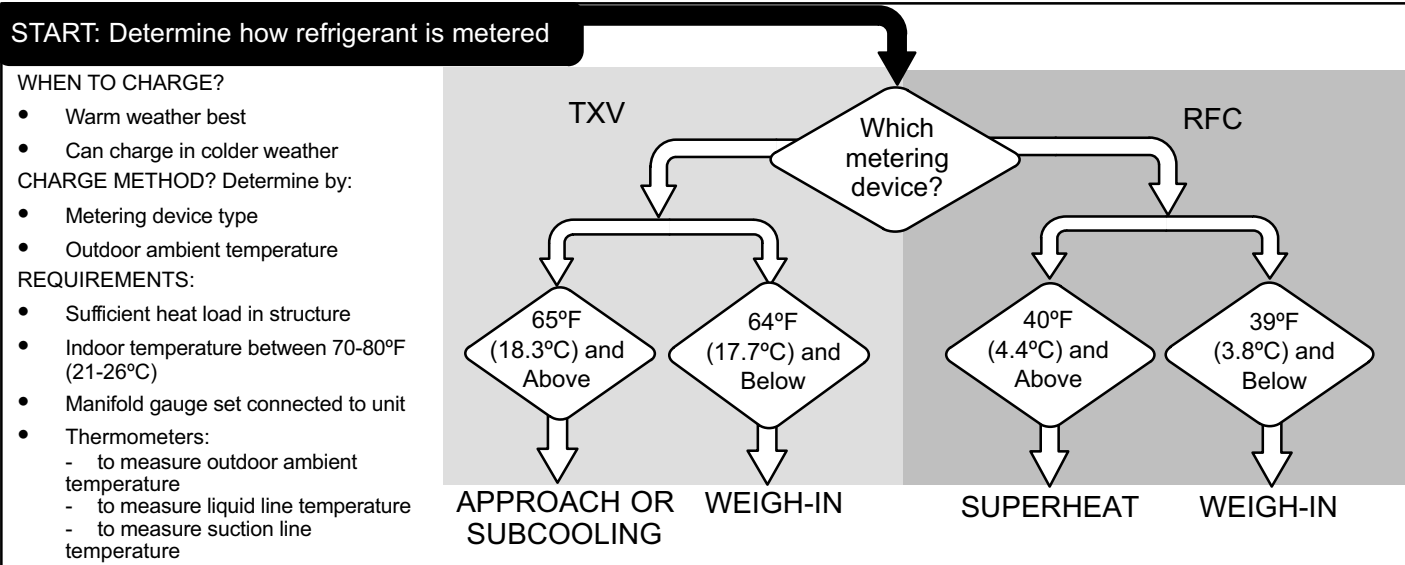 START: Determine how refrigerant is metered
WHEN TO CHARGE?
• Warm weather best
• Can charge in colder weather
CHARGE METHOD? Determine by:
• Metering device type
• Outdoor ambient temperature
REQUIREMENTS:
• Sufficient heat load in structure
• Indoor temperature between 70-80ºF
(21-26ºC)
• Manifold gauge set connected to unit
• Thermometers:
- to measure outdoor ambient
temperature
- to measure liquid line temperature
- to measure suction line
temperature
TXV
Which
metering
device?
RFC
65ºF
(18.3ºC) and
Above
64ºF
(17.7ºC) and
Below
40ºF
(4.4ºC) and
Above
39ºF
(3.8ºC) and
Below
APPROACH OR
SUBCOOLING
WEIGH-IN
SUPERHEAT
WEIGH-IN